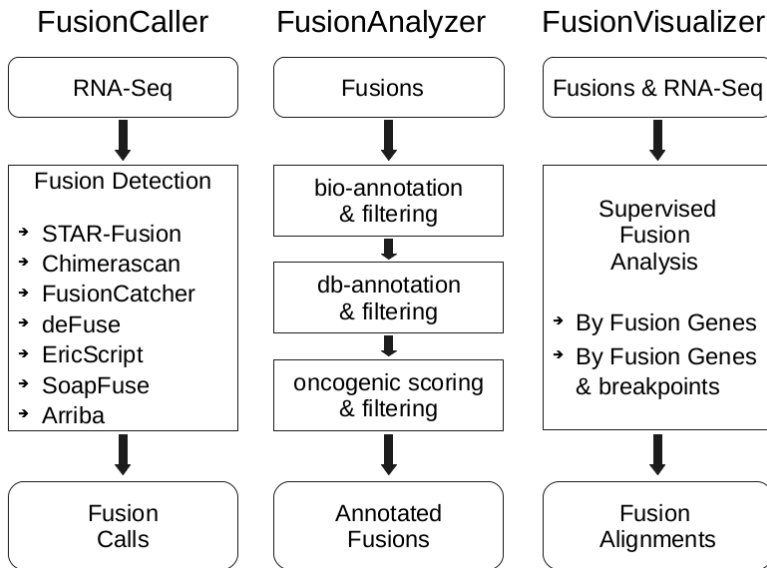 FusionCaller
RNA-Seq
Fusion Detection
➔ STAR-Fusion
➔ Chimerascan
➔ FusionCatcher
➔ deFuse
➔ EricScript
➔ SoapFuse
➔ Arriba
Fusion
Calls
FusionAnalyzer
Fusions
bio-annotation
& filtering
db-annotation
& filtering
oncogenic scoring
& filtering
Annotated
Fusions
FusionVisualizer
Fusions & RNA-Seq
Supervised
Fusion
Analysis
➔ By Fusion Genes
➔ By Fusion Genes
& breakpoints
Fusion
Alignments